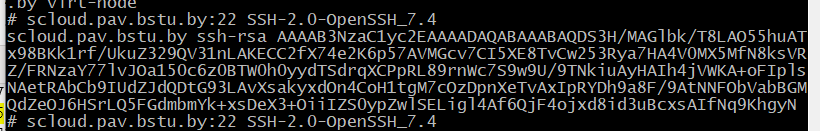 .by virt-node
# scloud.pav.bstu.by:22 SSH-2.0-OpenSSH_7.4
scloud.pav.bstu.by ssh-rsa AAAAB3NzaC1yc2EAAAADAQABAAABAQDS3H/MAGlbk/T8LAO55huAT
x98BKk1rf/UkuZ329QV31nLAKECC2fX74e2K6p57AVMGcv7CI5XE8TvCw253Rya7HA4VOMX5MfN8ksVR
Z/FRNzaY77lvJOa15Oc6z0BTW0h0yydTSdrqXCPpRL89rnWc7S9w9U/9TNkiuAyHAIh4jVWKA+oFIpls
NAetRAbCb9IUdZJdQDtG93LAvXsakyxdOn4CoH1tgM7cOzDpnXeTvAxIpRYDh9a8F/9AtNNFObVabBGM
QdZeOJ6HSrLQ5FGdmbmYk+xsDeX3+OiiIZSOypZwlSELigl4Af6QjF4ojxd8id3uBcxsAIfNq9KhgyN
# scloud.pav.bstu.by:22 SSH-2.0-OpenSSH_7.4